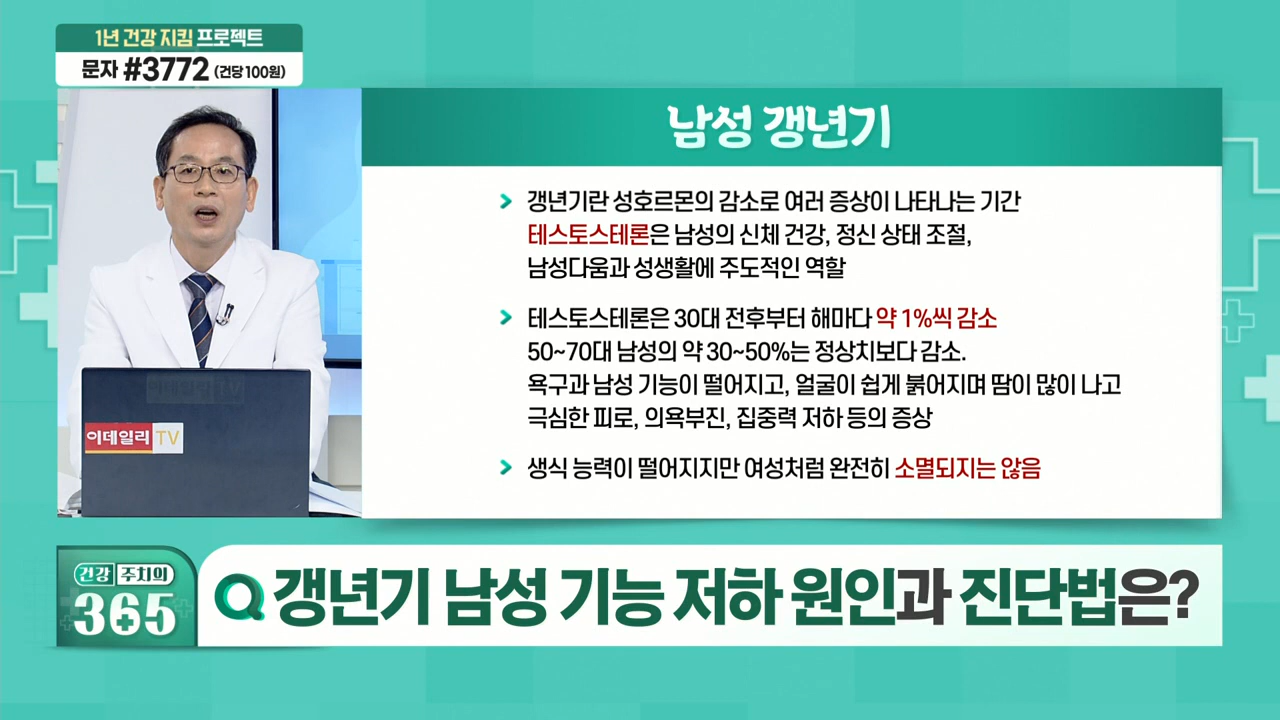 1년 건강 지킴 프로젝트
문자 #3772 (건당 100원)
남성 갱년기
갱년기란 성호르몬의 감소로 여러 증상이 나타나는 기간
테스토스테론은 남성의 신체 건강, 정신 상태 조절,
남성다움과 성생활에 주도적인 역할
테스토스테론은 30대 전후부터 해마다 약 1%씩 감소
50~70대 남성의 약 30~50%는 정상치보다 감소.
욕구과 남성 기능이 떨어지고, 얼굴이 쉽게 붉어지며 땀이 많이 나고
극심한 피로, 의욕부진, 집중력 저하 등의 증상
생식 능력이 떨어지지만 여성처럼 완전히 소멸되지는 않음
이데일리 TV
건강 주치의
365
Q 갱년기 남성 기능 저하 원인과 진단법은?